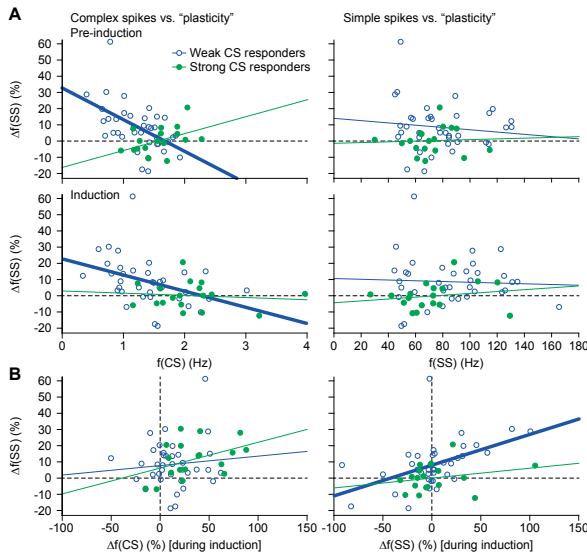 A
Complex spikes vs. “plasticity”
Simple spikes vs. “plasticity”
Pre-induction
Weak CS responders
Strong CS responders
Δf(SS) (%)
60
50
40
30
20
10
0
-10
-20
Induction
Δf(SS) (%)
60
50
40
30
20
10
0
-10
-20
0 1 2 3 4
f(CS) (Hz)
0 20 40 60 80 100 120 140 160 180
f(SS) (Hz)
B
Δf(SS) (%)
60
50
40
30
20
10
0
-10
-20
-100 -50 0 50 100 150
Δf(CS) (%) [during induction]
-100 -50 0 50 100 150
Δf(SS) (%) [during induction]